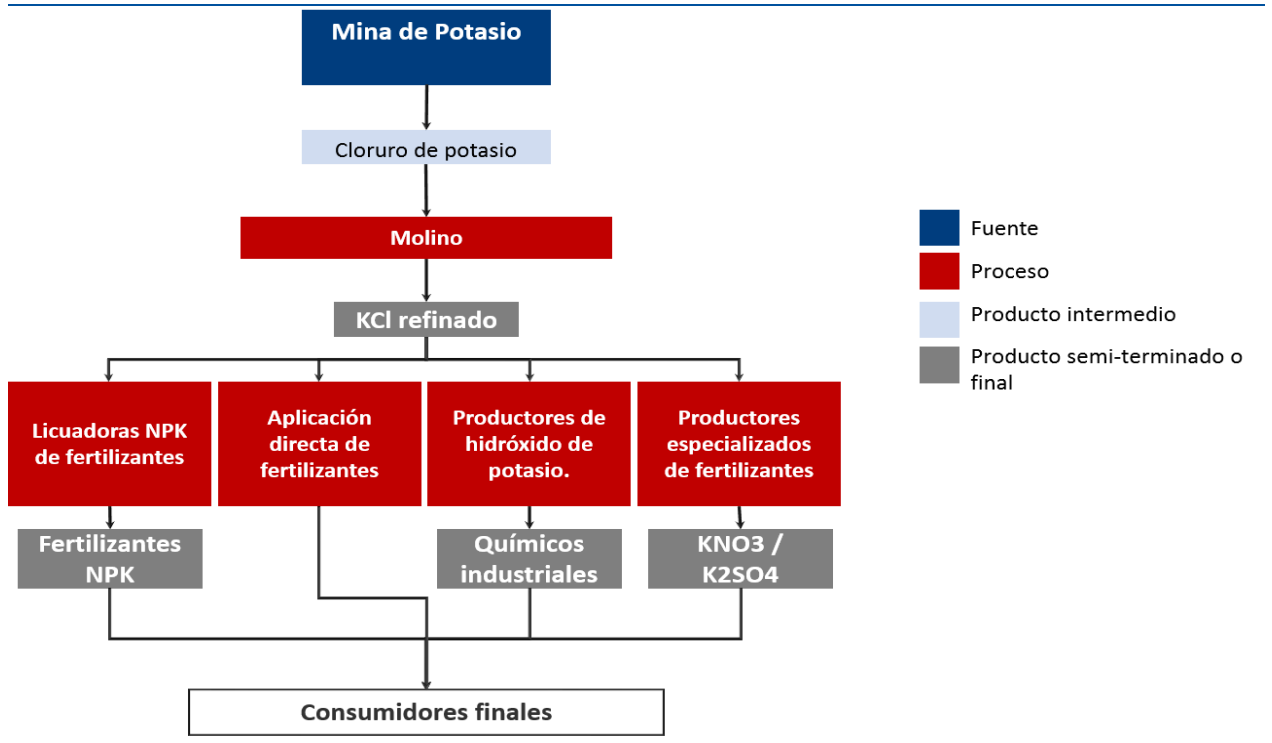 Mina de Potasio
Cloruro de potasio
Molino
KCl refinado
Licuadoras NPK
de fertilizantes
Aplicación
directa de
fertilizantes
Productores de
hidróxido de
potasio.
Productores
especializados
de fertilizantes
Fertilizantes
NPK
Químicos
industriales
KNO3 /
K2SO4
Consumidores finales
Fuente
Proceso
Producto intermedio
Producto semi-terminado o
final